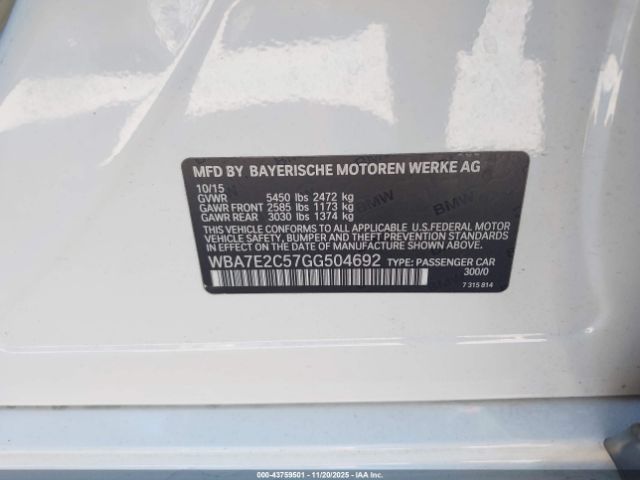 MFD BY BAYERISCHE MOTOREN WERKE AG
10/15
GVWR 5450 lbs 2472 kg
GAWR FRONT 2585 lbs 1173 kg
GAWR REAR 3030 lbs 1374 kg
THIS VEHICLE CONFORMS TO ALL APPLICABLE U.S.FEDERAL MOTOR
VEHICLE SAFETY, BUMPER AND THEFT PREVENTION STANDARDS
IN EFFECT ON THE DATE OF MANUFACTURE SHOWN ABOVE.
WBA7E2C57GG504692 TYPE: PASSENGER CAR
300/0
7 315 814
000-43759501 - 11/20/2025 - IAAI.COM